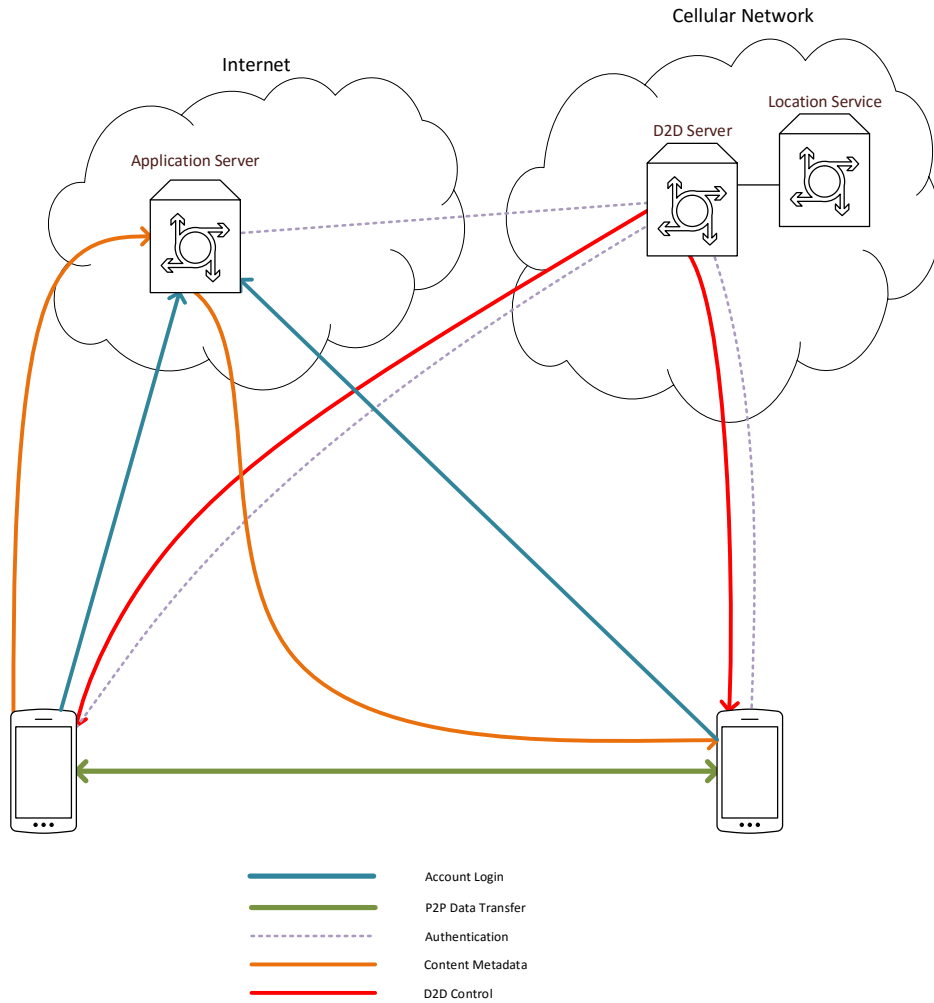 Cellular Network
Internet
Location Service
D2D Server
Application Server
Account Login
P2P Data Transfer
Authentication
Content Metadata
D2D Control